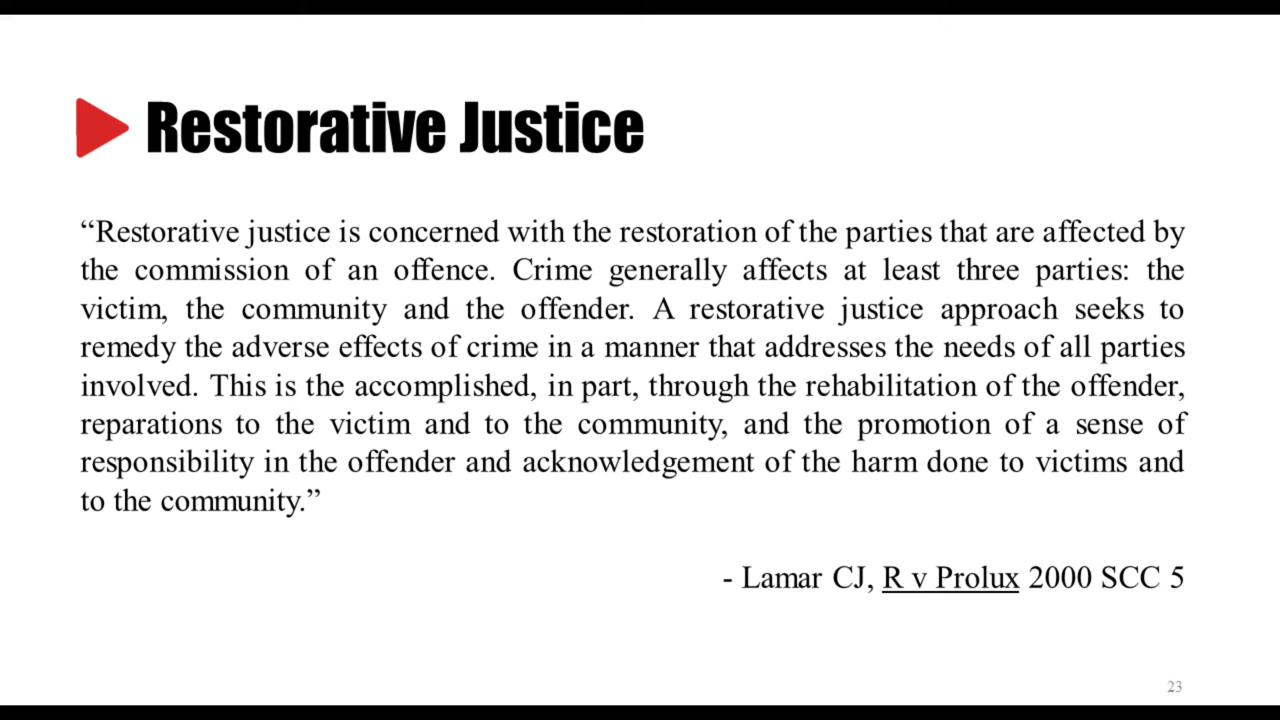 Restorative Justice
“Restorative justice is concerned with the restoration of the parties that are affected by
the commission of an offence. Crime generally affects at least three parties: the
victim, the community and the offender. A restorative justice approach seeks to
remedy the adverse effects of crime in a manner that addresses the needs of all parties
involved. This is the accomplished, in part, through the rehabilitation of the offender,
reparations to the victim and to the community, and the promotion of a sense of
responsibility in the offender and acknowledgement of the harm done to victims and
to the community.”
- Lamar CJ, R v Prolux 2000 SCC 5
23